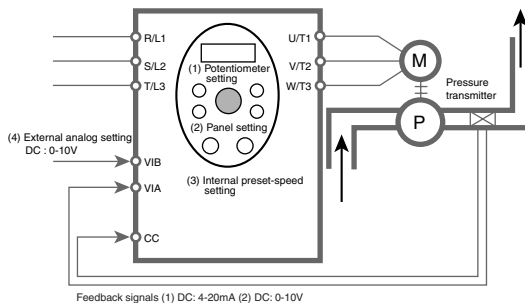 R/L1
S/L2
T/L3
U/T1
V/T2
W/T3
(1) Potentiometer
setting
(2) Panel setting
(3) Internal preset-speed
setting
M
P
Pressure
transmitter
(4) External analog setting
DC : 0-10V
VIB
VIA
CC
Feedback signals (1) DC: 4-20mA (2) DC: 0-10V